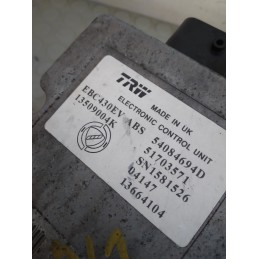 TRW
MADE IN UK
ELECTRONIC CONTROL UNIT
EBC430EV ABS
13509004K
54084694D
51703571
SN1581526
04147
13664104